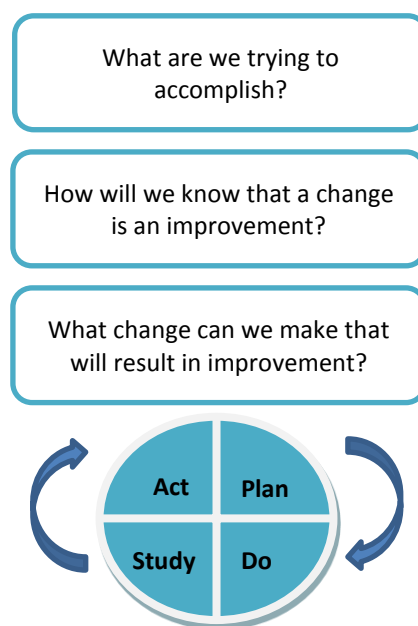 What are we trying to
accomplish?
How will we know that a change
is an improvement?
What change can we make that
will result in improvement?
Act Plan
Study Do